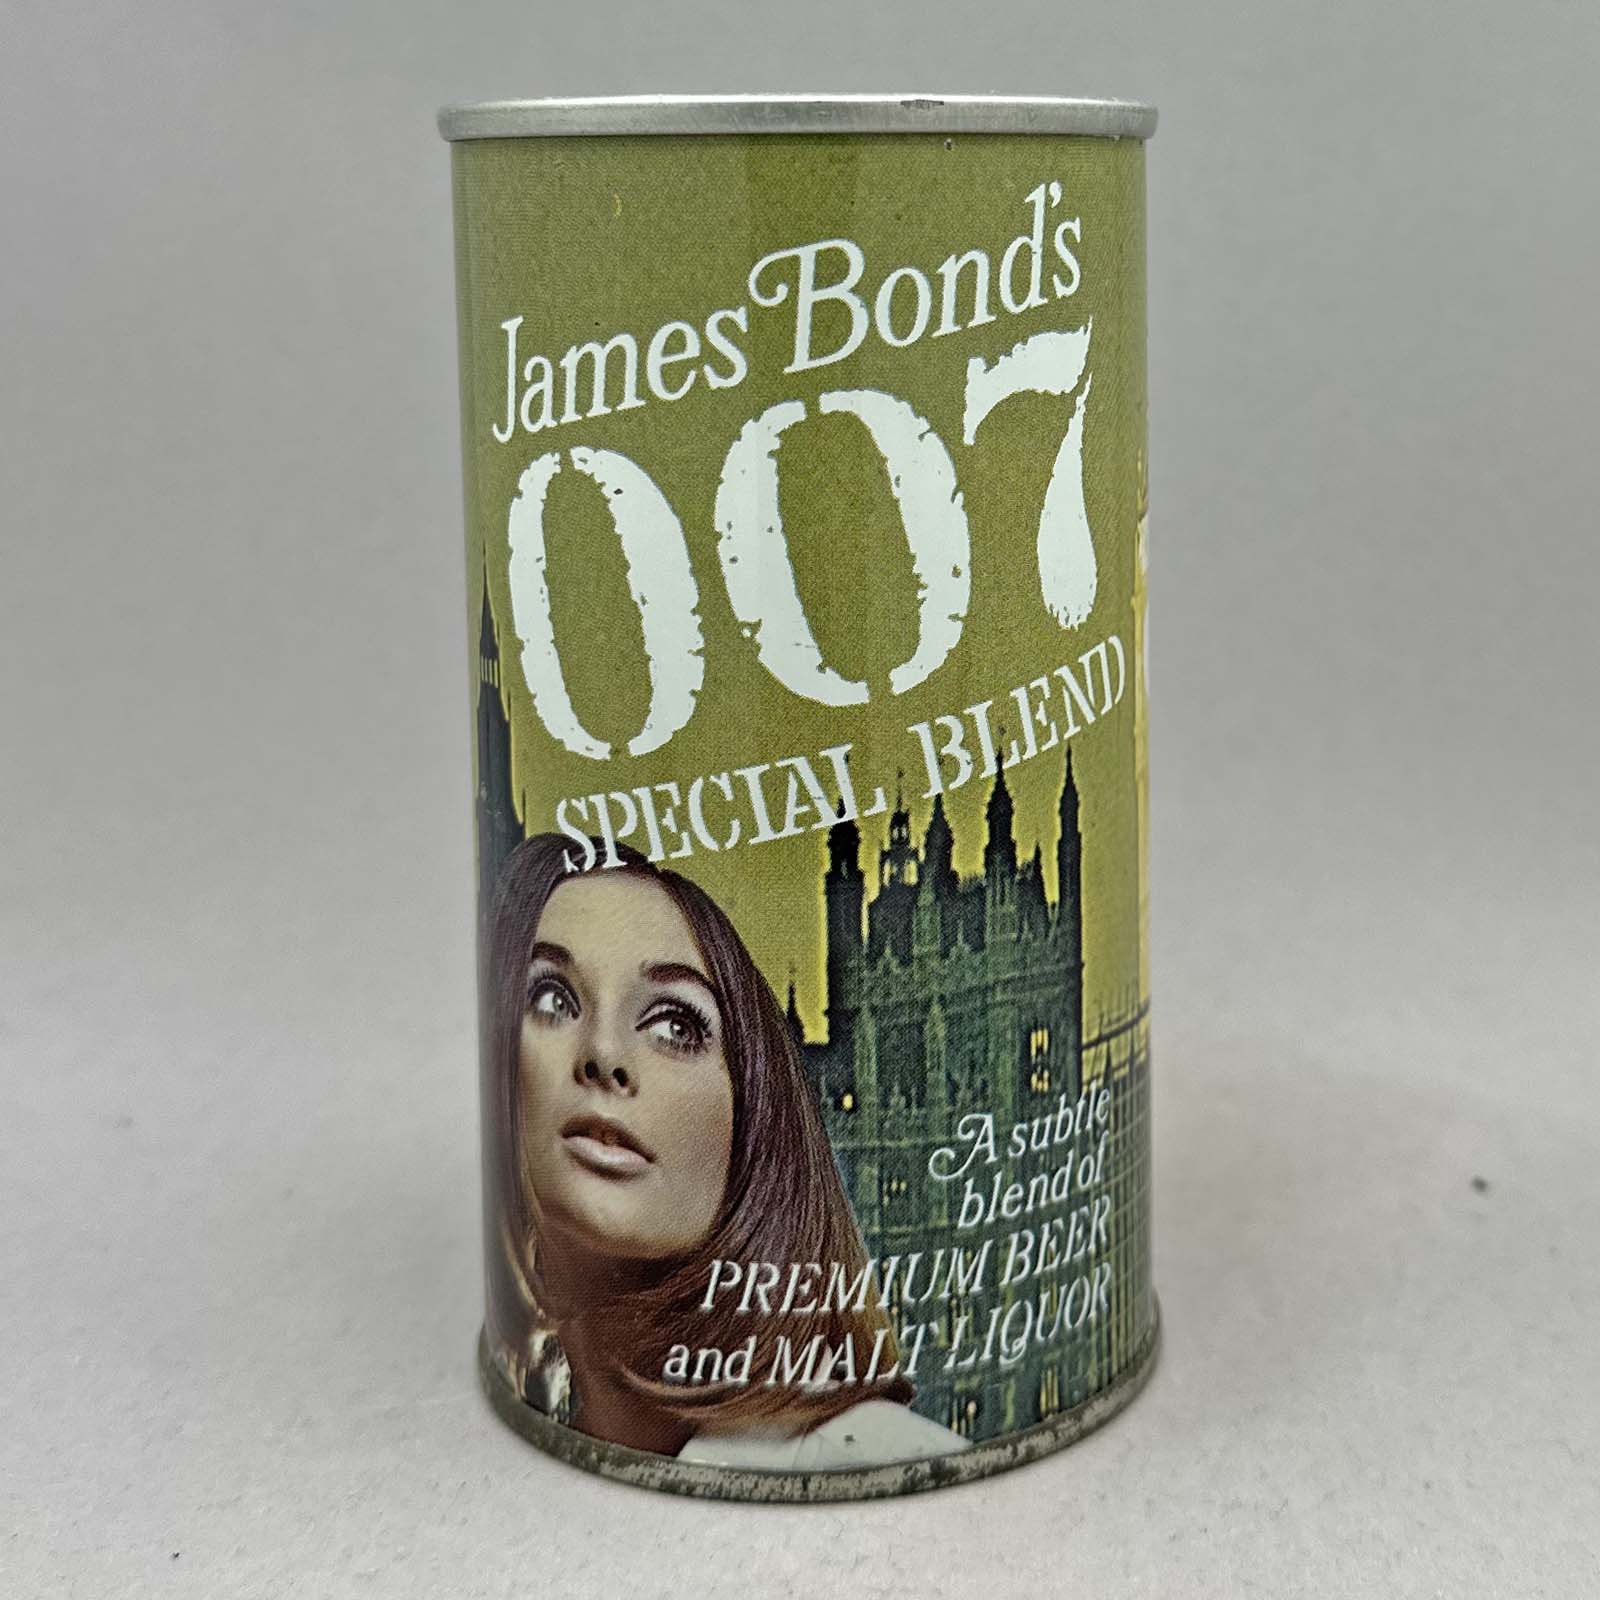 James Bond's
007
SPECIAL BLEND
A subtle
blend of
PREMIUM BEER
and MALT LIQUOR